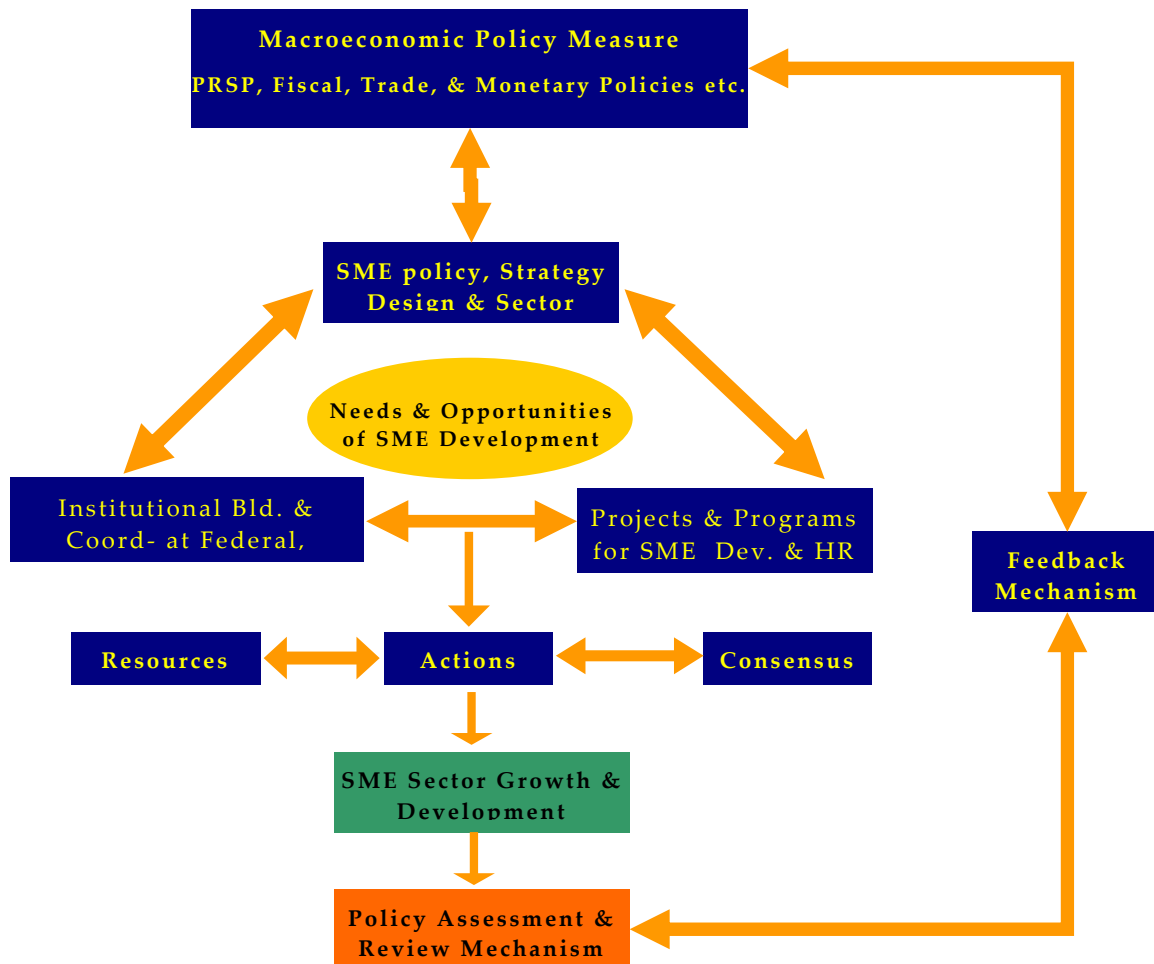 Macroeconomic Policy Measure
PRSP, Fiscal, Trade, & Monetary Policies etc.
SME policy, Strategy
Design & Sector
Needs & Opportunities
of SME Development
Institutional Bld. &
Coord- at Federal,
Projects & Programs
for SME Dev. & HR
Feedback
Mechanism
Resources
Actions
Consensus
SME Sector Growth &
Development
Policy Assessment &
Review Mechanism